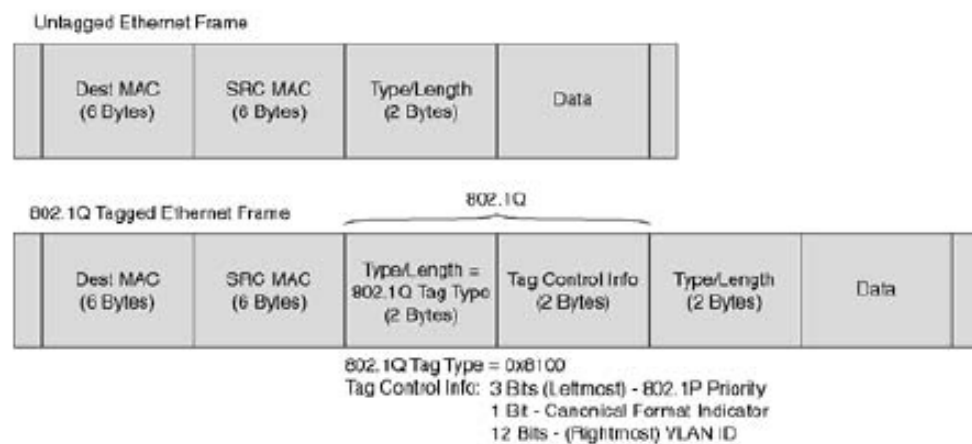 Untagged Ethernet Frame
Dest MAC
(6 Bytes)
SRC MAC
(6 Bytes)
Type/Length
(2 Bytes)
Data
802.1Q
802.1Q Tagged Ethernet Frame
Dest MAC
(6 Bytes)
SRC MAC
(6 Bytes)
Type/Length =
802.1Q Tag Type
(2 Bytes)
Tag Control Info
(2 Bytes)
Type/Length
(2 Bytes)
Data
802.1Q Tag Type = 0x8100
Tag Control Info: 3 Bits (Leftmost) - 802.1P Priority
1 Bit - Canonical Format Indicator
12 Bits - (Rightmost) VLAN ID